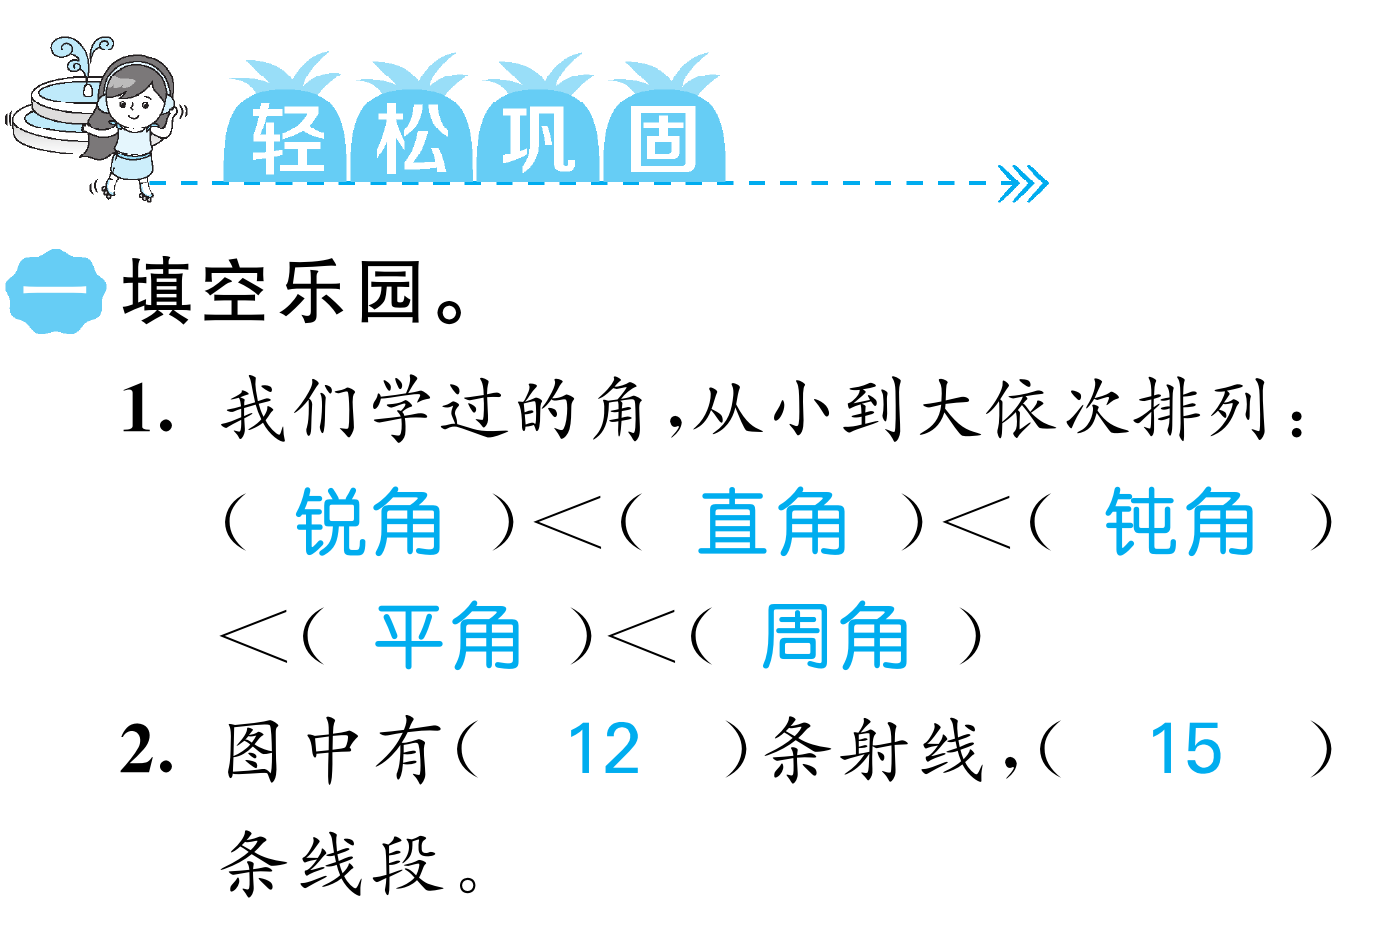 轻松巩固
一 填空乐园。
1. 我们学过的角,从小到大依次排列:
( 锐角 )<( 直角 )<( 钝角 )
<( 平角 )<( 周角 )
2. 图中有( 12 )条射线,( 15 )
条线段。